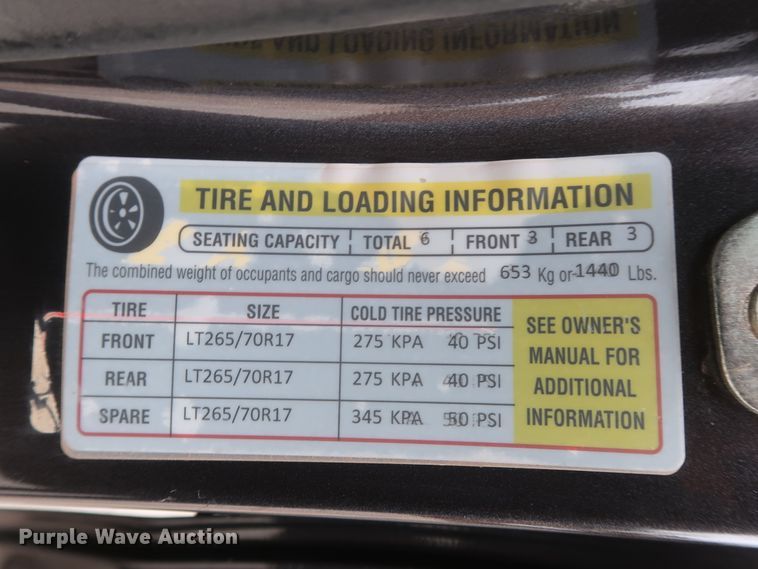 TIRE AND LOADING INFORMATION
SEATING CAPACITY TOTAL 6 FRONT 3 REAR 3
The combined weight of occupants and cargo should never exceed 653 Kg or 1440 Lbs.
TIRE SIZE COLD TIRE PRESSURE
FRONT LT265/70R17 275 KPA 40 PSI
REAR LT265/70R17 275 KPA 40 PSI
SPARE LT265/70R17 345 KPA 50 PSI
SEE OWNER'S
MANUAL FOR
ADDITIONAL
INFORMATION
Purple Wave Auction